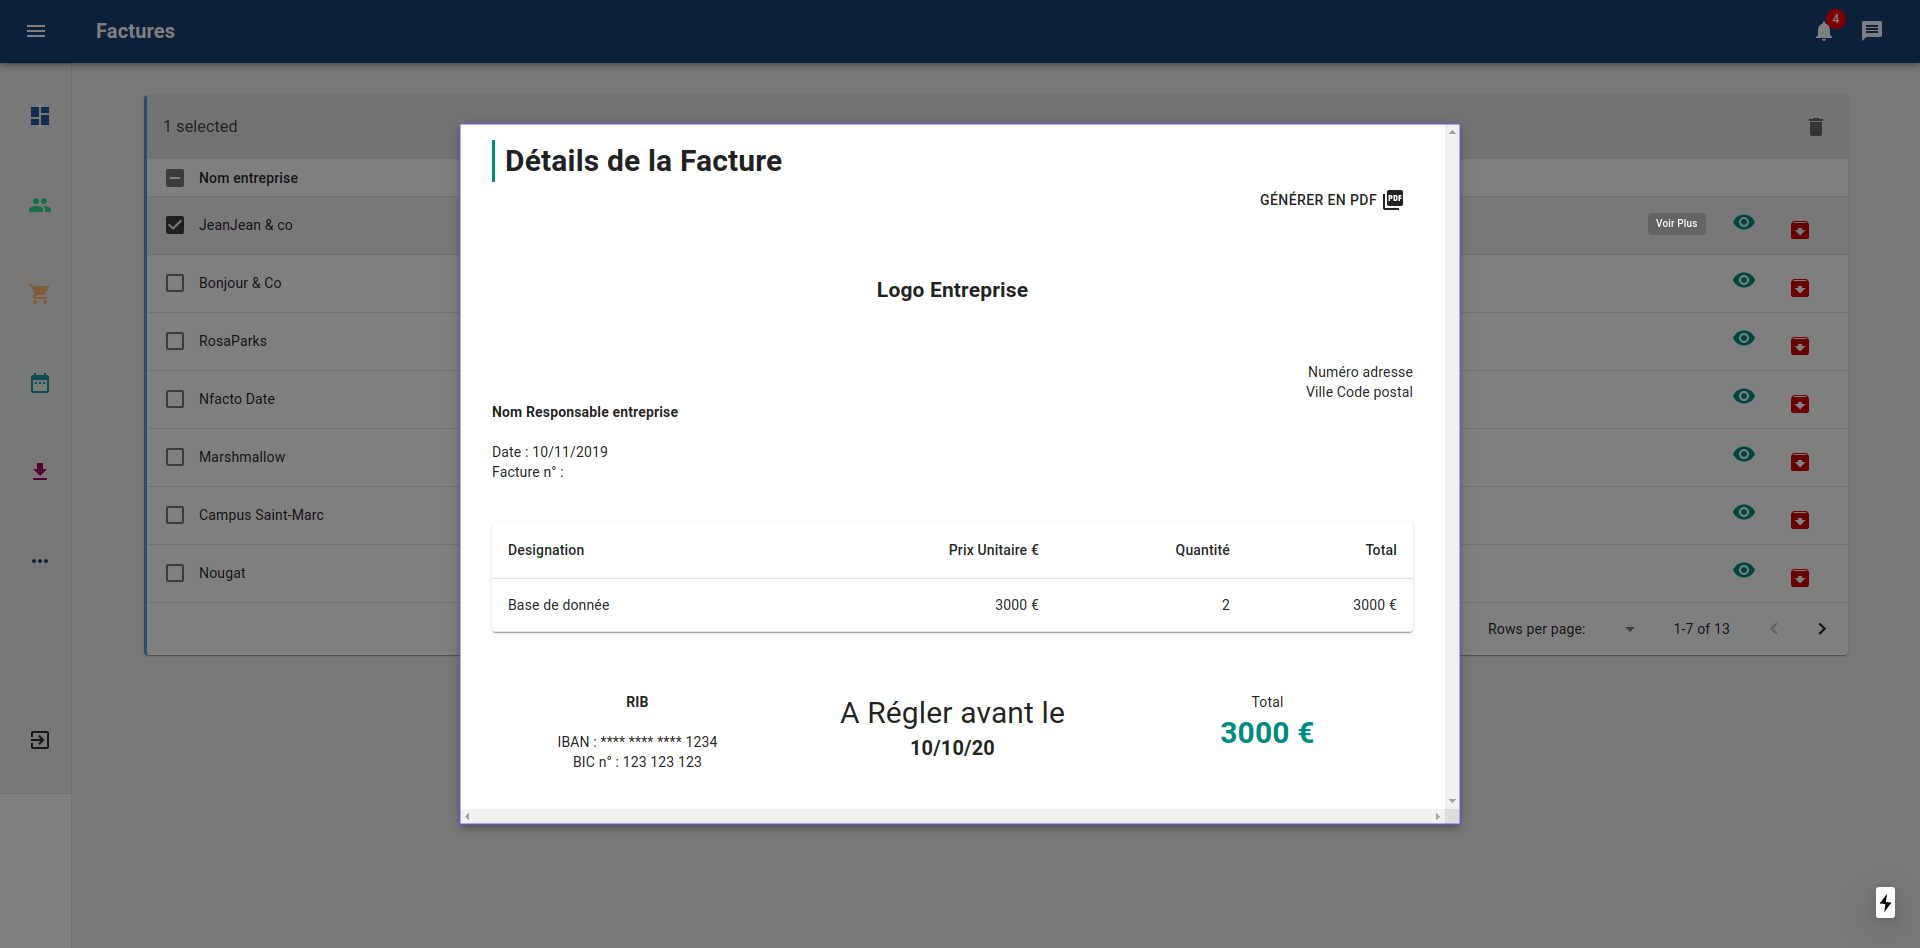 Factures
4
1 selected
Nom entreprise
JeanJean & co
Bonjour & Co
RosaParks
Nfacto Date
Marshmallow
Campus Saint-Marc
Nougat
Voir Plus
Rows per page:
1-7 of 13
Détails de la Facture
GÉNÉRER EN PDF PDF
Logo Entreprise
Numéro adresse
Ville Code postal
Nom Responsable entreprise
Date : 10/11/2019
Facture n° :
Designation Prix Unitaire € Quantité Total
Base de donnée 3000 € 2 3000 €
RIB
IBAN : **** **** **** 1234
BIC n° : 123 123 123
A Régler avant le
10/10/20
Total
3000 €